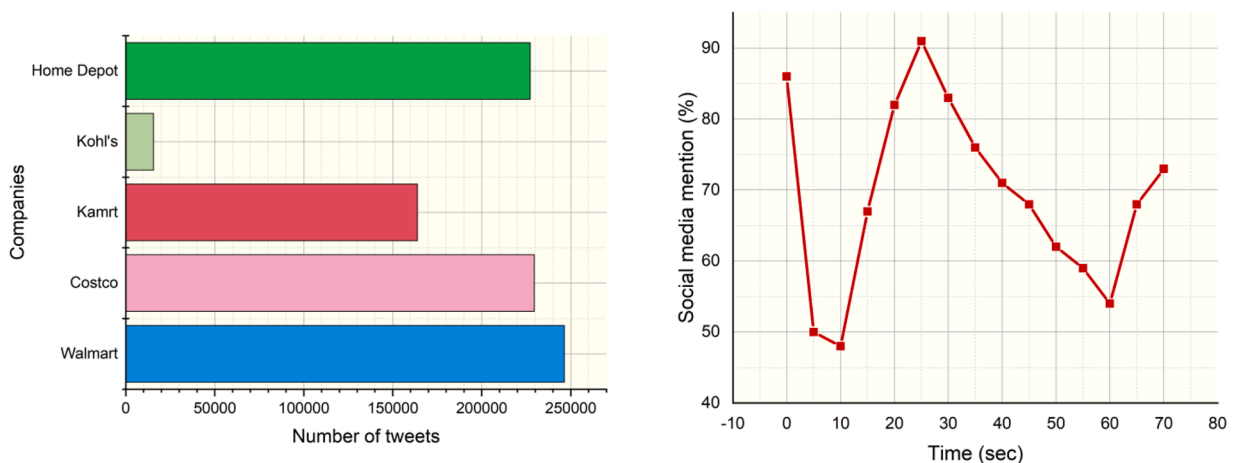 Home Depot
Kohl's
Kamrt
Costco
Walmart
Companies
0 50000 100000 150000 200000 250000
Number of tweets
90
80
70
60
50
40
Social media mention (%)
-10 0 10 20 30 40 50 60 70 80
Time (sec)